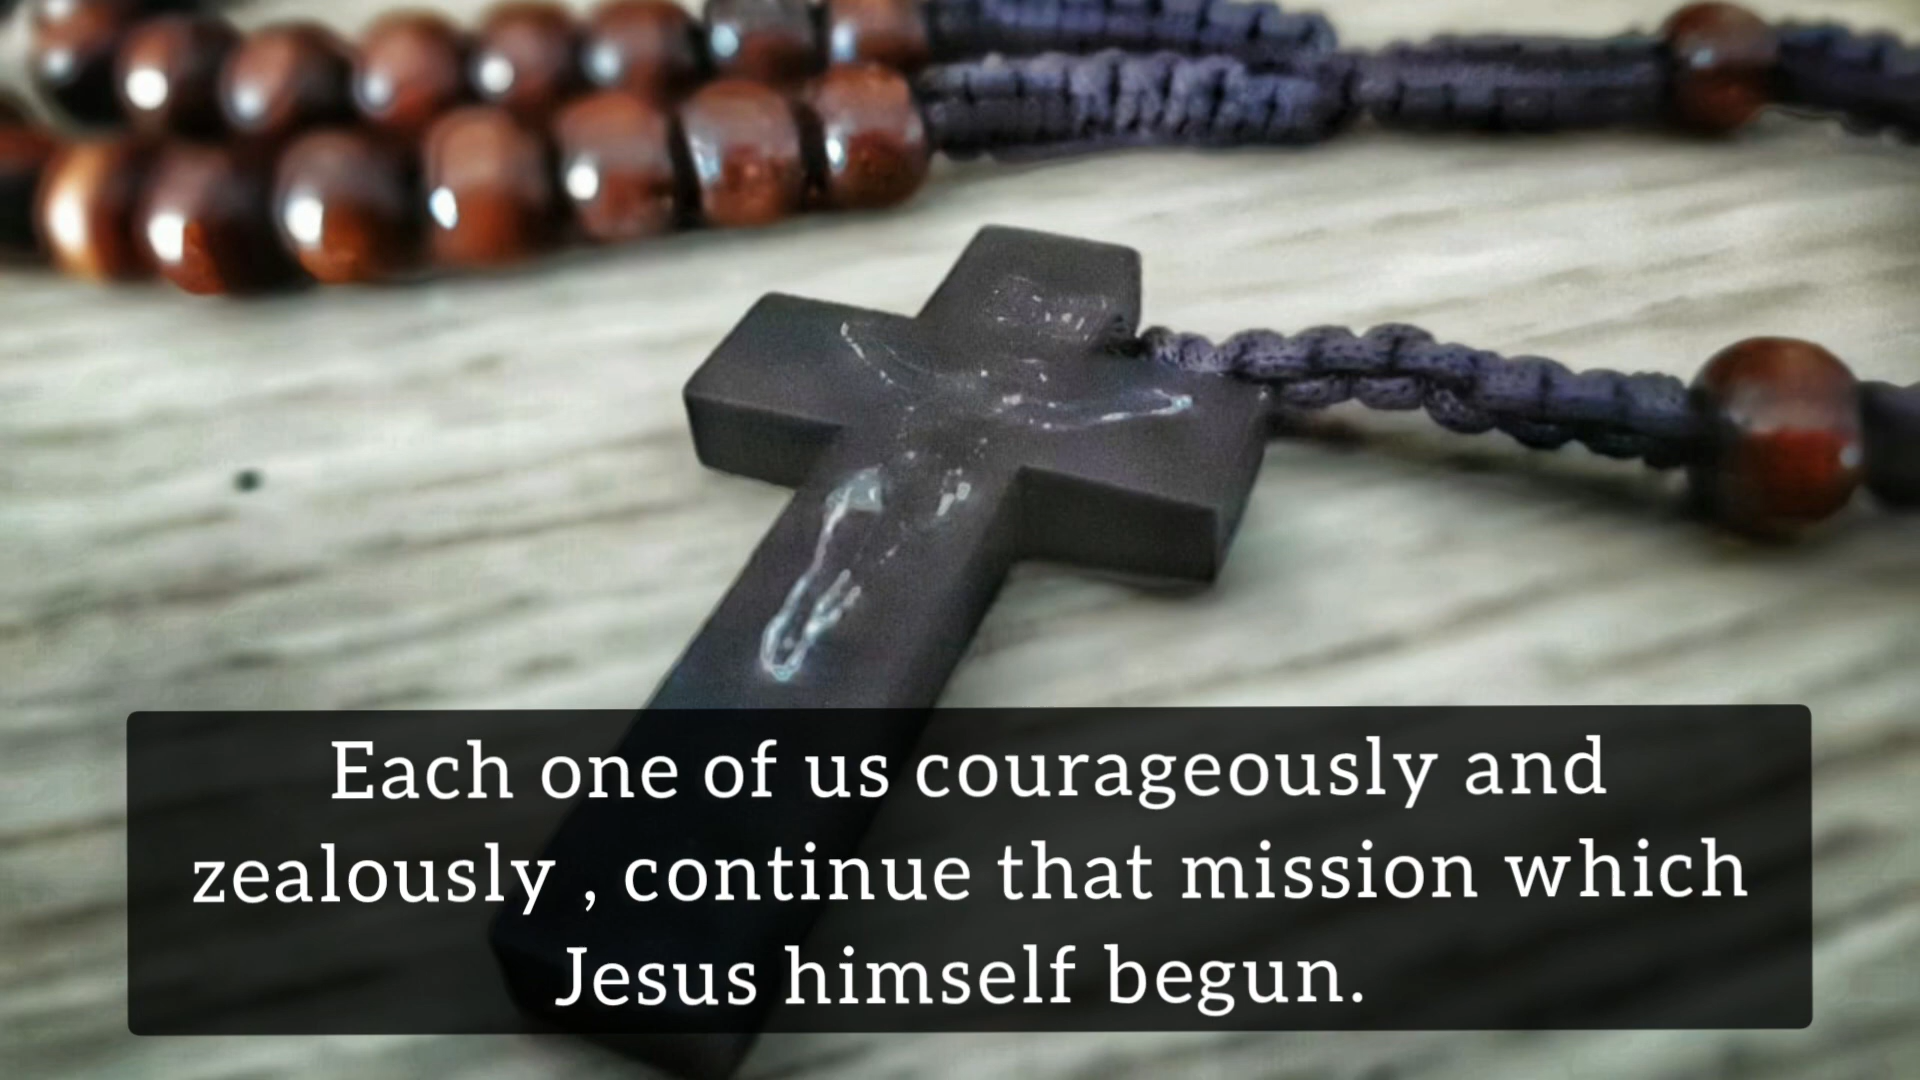 Each one of us courageously and
zealously , continue that mission which
Jesus himself begun.